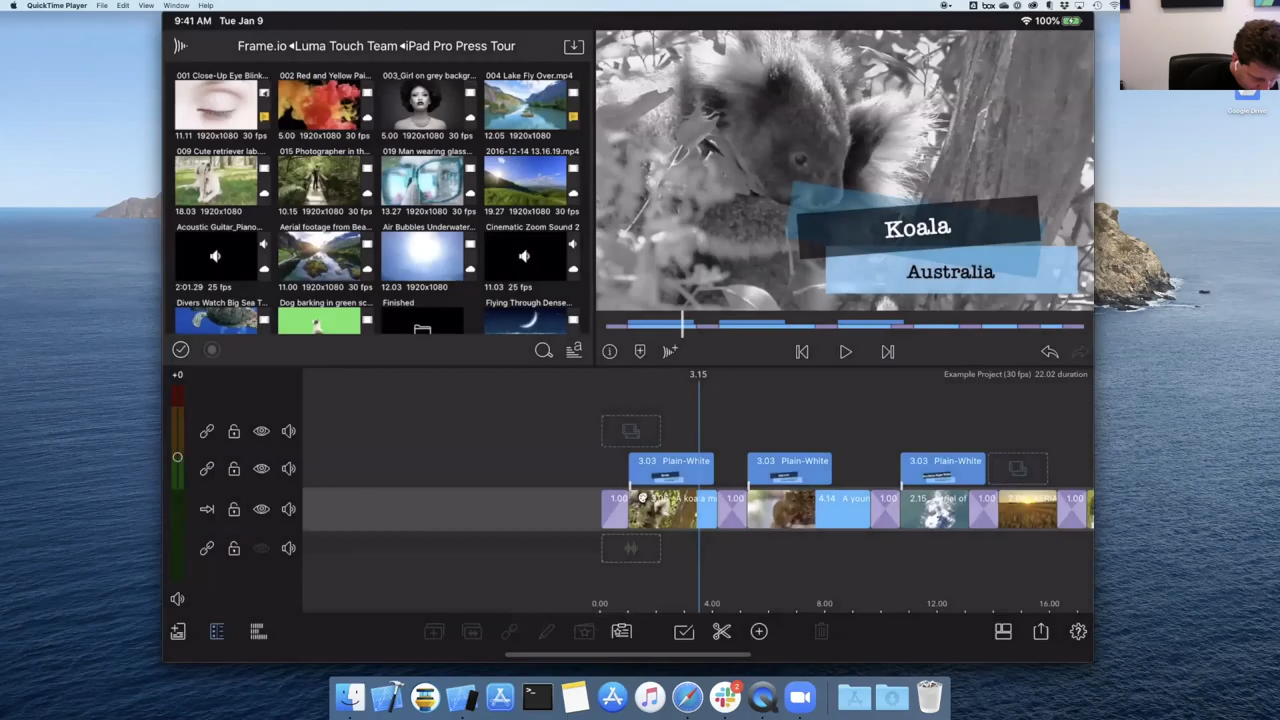 QuickTime Player File Edit View Window Help
box
9:41 AM Tue Jan 9
100%
Frame.io◂Luma Touch Team◂iPad Pro Press Tour
001 Close-Up Eye Blink... 002 Red and Yellow Pai... 003_Girl on grey backgr... 004 Lake Fly Over.mp4
11.11 1920x1080 30 fps 5.00 1920x1080 30 fps 5.00 1920x1080 30 fps 12.05 1920x1080
009 Cute retriever lab.... 015 Photographer in th... 019 Man wearing glass... 2016-12-14 13.16.19.mp4
18.03 1920x1080 10.15 1920x1080 30 fps 13.27 1920x1080 30 fps 19.27 1920x1080 30 fps
Acoustic Guitar_Piano... Aerial footage from Bea... Air Bubbles Underwater... Cinematic Zoom Sound 2
2:01.29 25 fps 11.03 1920x1080 30 fps 12.03 1920x1080 30 fps 11.03 25 fps
Divers Watch Big Sea T... Dog barking in green sc... Finished Flying Through Dense...
Koala
Australia
Google Drive
+0
3.15
Example Project (30 fps) 22.02 duration
3.03 Plain-White 3.03 Plain-White 3.03 Plain-White
1.00 koala m 1.00 4.14 A youn 1.00 2.15 1.00 1.00
0.00 4.00 8.00 12.00 16.00
2